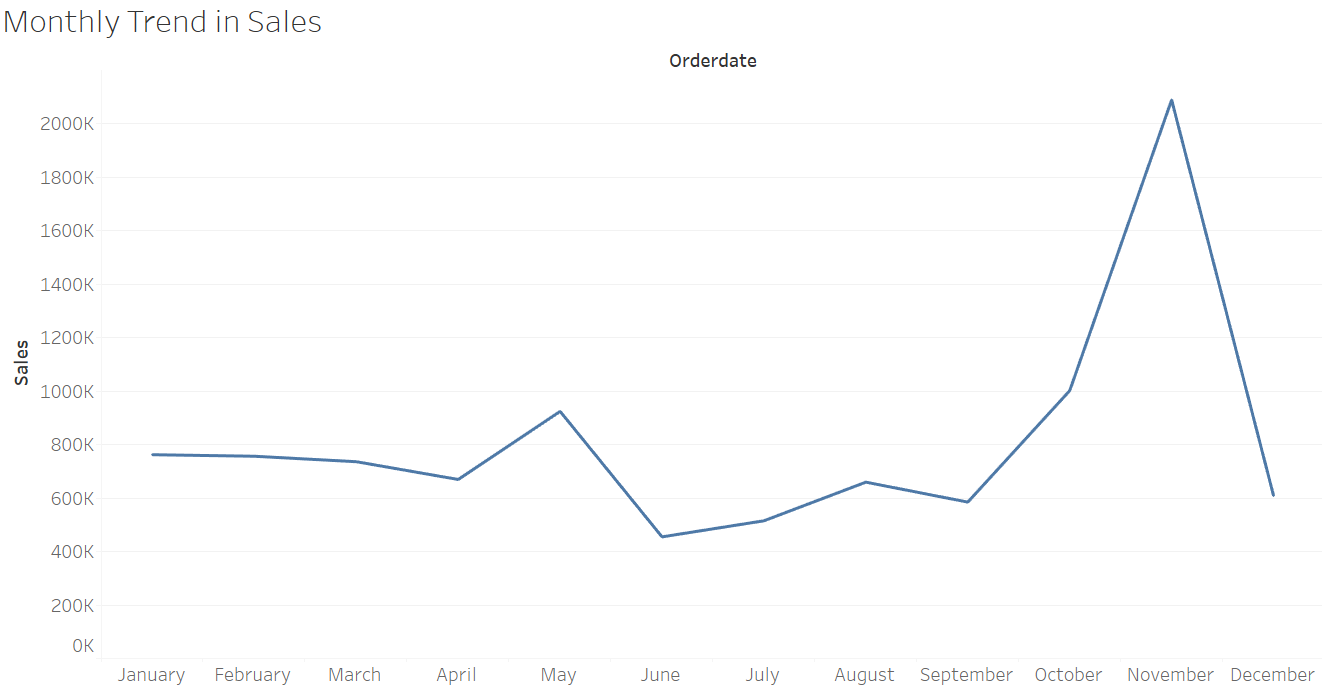 Monthly Trend in Sales
Orderdate
2000K
1800K
1600K
1400K
1200K
1000K
800K
600K
400K
200K
0K
Sales
January February March April May June July August September October November December